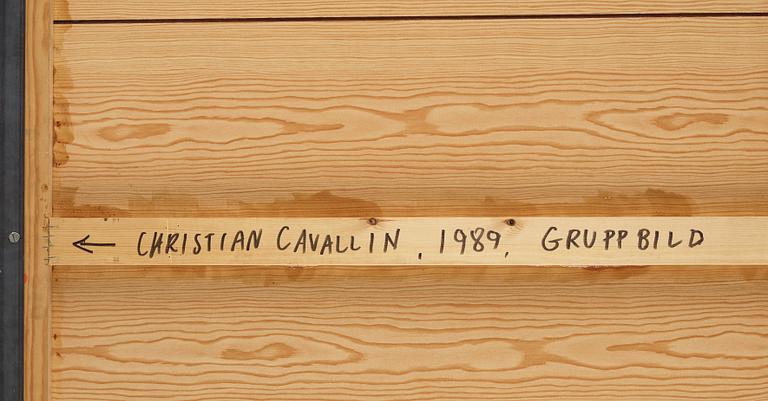 ← CHRISTIAN CAVALLIN, 1989, GRUPPBILD